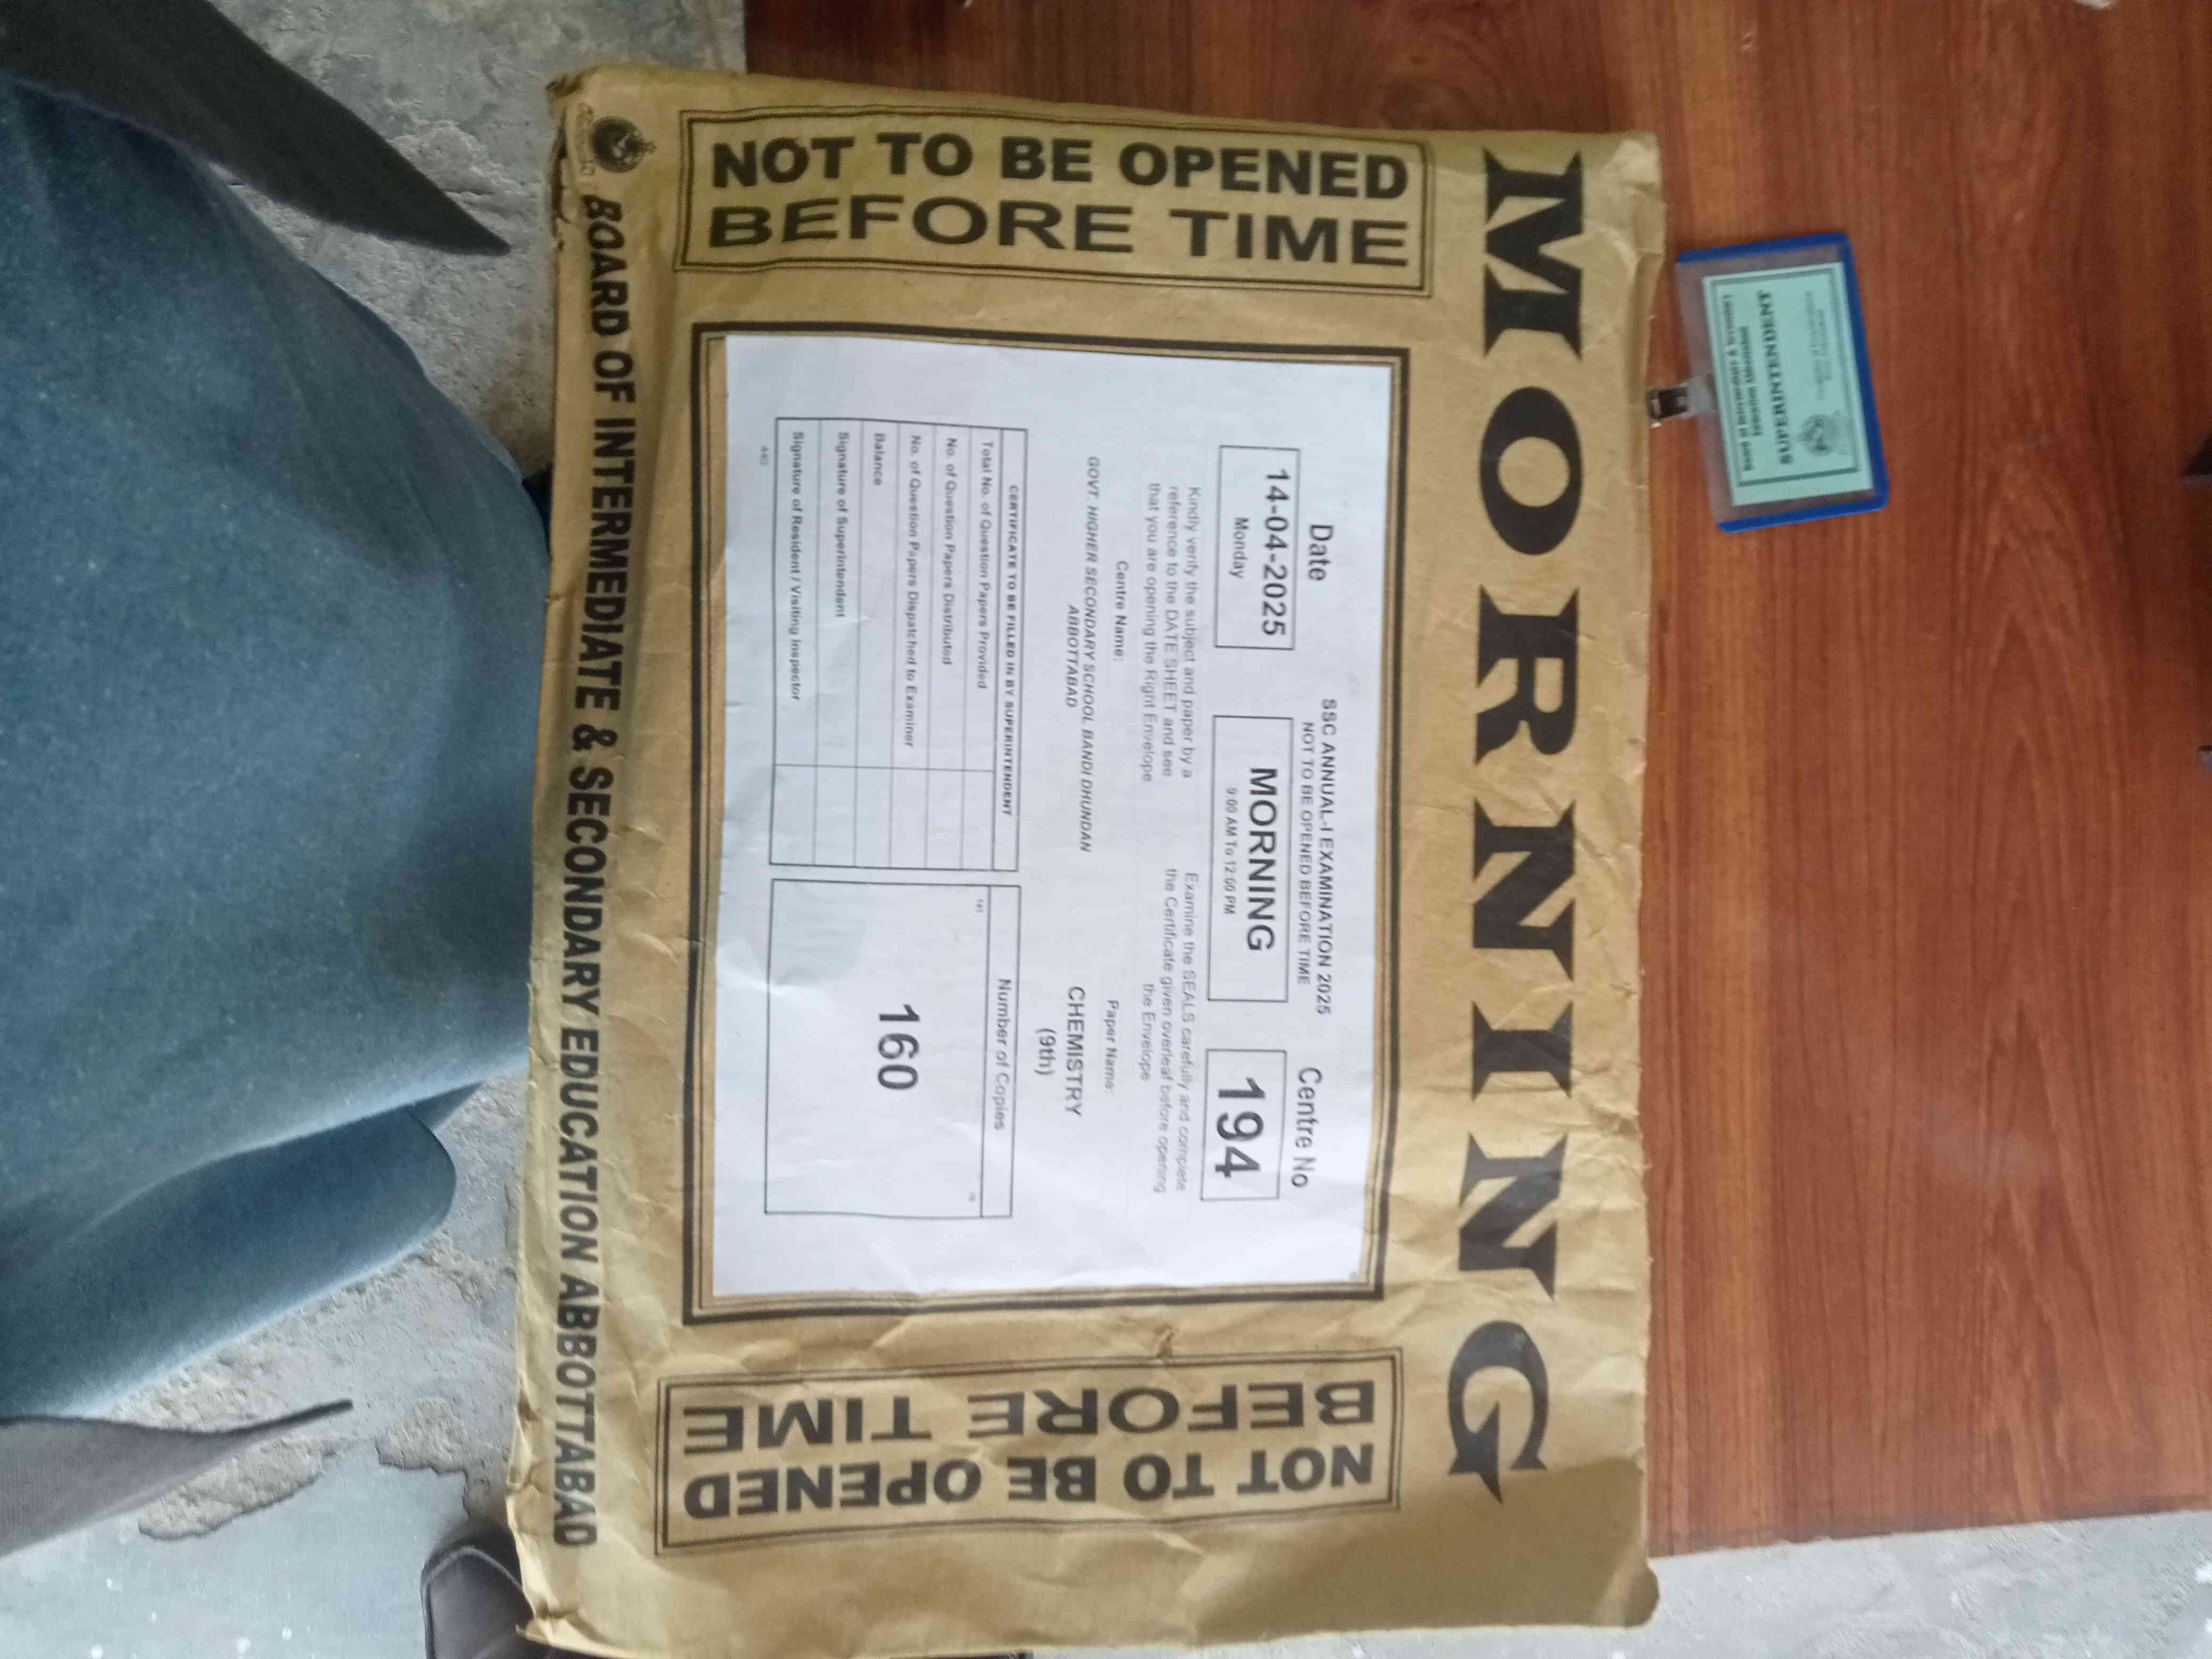 MORNING
NOT TO BE OPENED
BEFORE TIME
SSC ANNUAL-I EXAMINATION 2025
NOT TO BE OPENED BEFORE TIME
Date
14-04-2025
Monday
MORNING
9:00 AM To 12:00 PM
Centre No
194
Kindly verify the subject and paper by a
reference to the DATE SHEET and see
that you are opening the Right Envelope
Examine the SEALS carefully and complete
the Certificate given overleaf before opening
the Envelope
Centre Name:
GOVT. HIGHER SECONDARY SCHOOL BANDI DHUNDAN
ABBOTTABAD
Paper Name:
CHEMISTRY
(9th)
CERTIFICATE TO BE FILLED IN BY SUPERINTENDENT
Total No. of Question Papers Provided
No. of Question Papers Distributed
No. of Question Papers Dispatched to Examiner
Balance
Signature of Superintendent
Signature of Resident / Visiting Inspector
Number of Copies
141
160
440
NOT TO BE OPENED
BEFORE TIME
BOARD OF INTERMEDIATE & SECONDARY EDUCATION ABBOTTABAD
SUPERINTENDENT